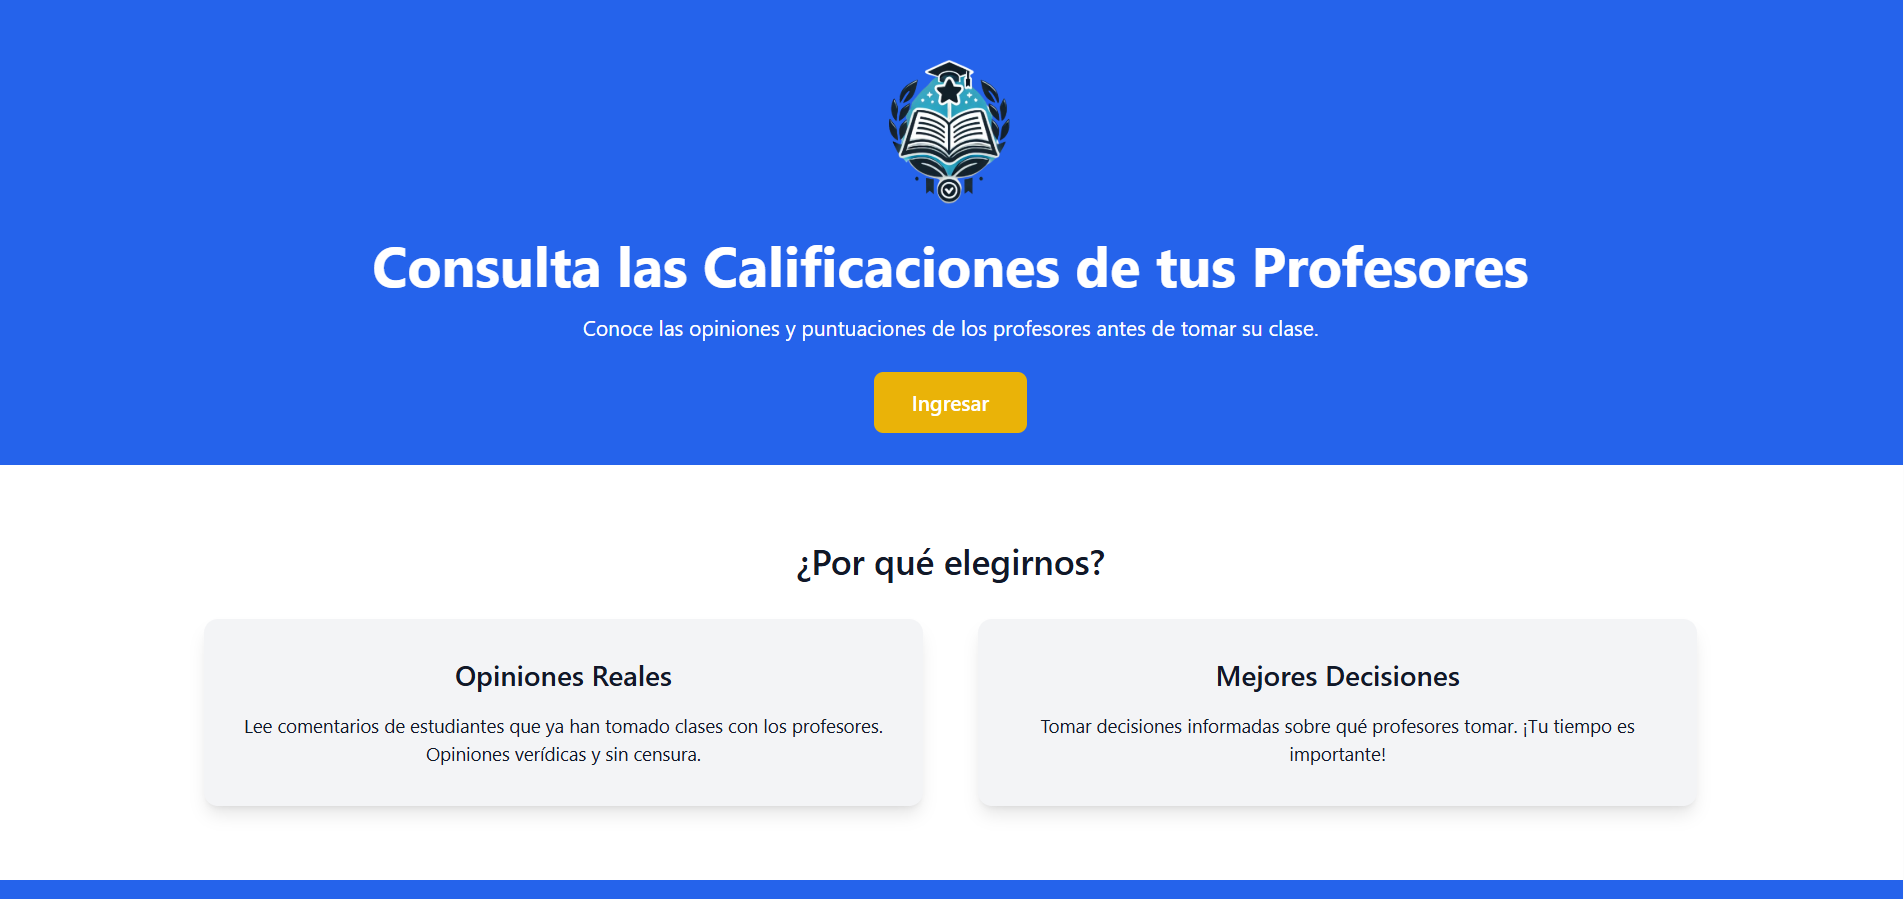 Consulta las Calificaciones de tus Profesores
Conoce las opiniones y puntuaciones de los profesores antes de tomar su clase.
Ingresar
¿Por qué elegirnos?
Opiniones Reales
Lee comentarios de estudiantes que ya han tomado clases con los profesores.
Opiniones verídicas y sin censura.
Mejores Decisiones
Tomar decisiones informadas sobre qué profesores tomar. ¡Tu tiempo es
importante!